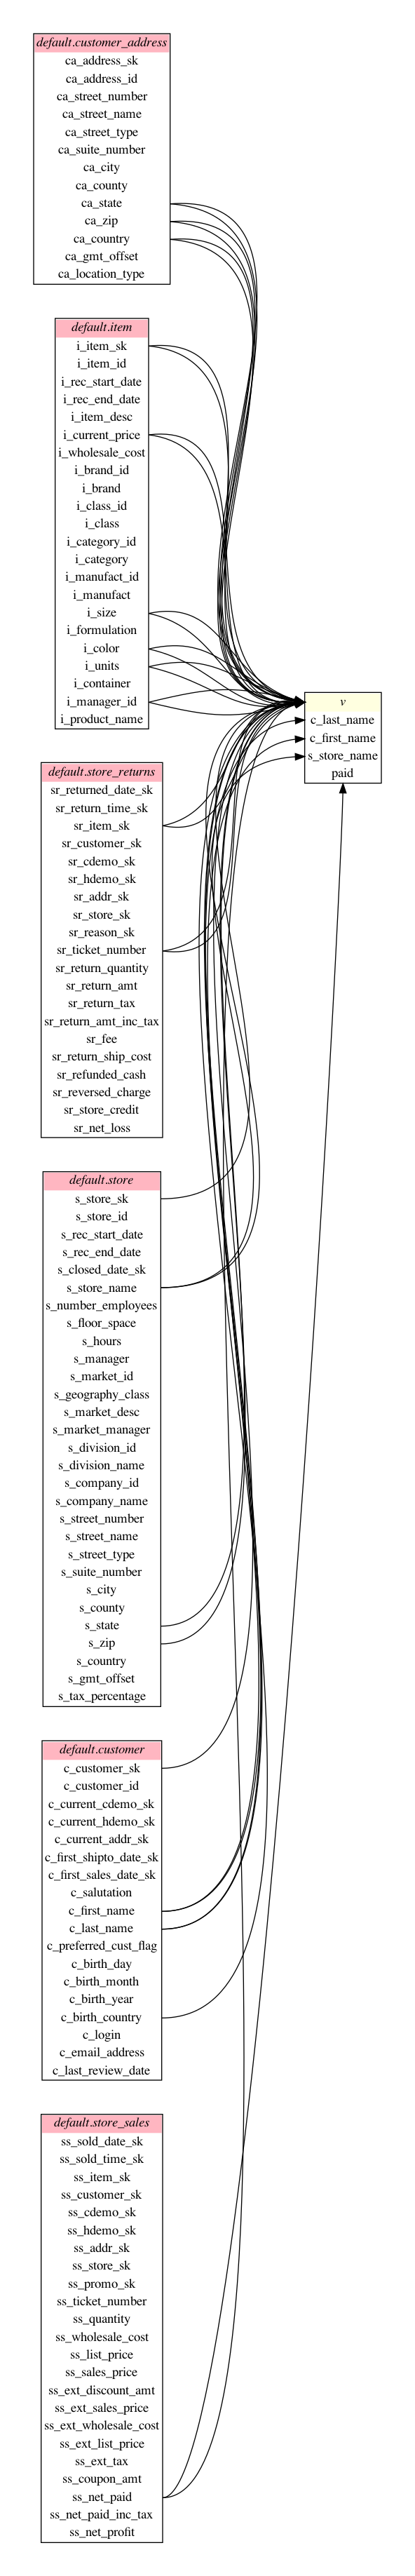 default.customer_address
ca_address_sk
ca_address_id
ca_street_number
ca_street_name
ca_street_type
ca_suite_number
ca_city
ca_county
ca_state
ca_zip
ca_country
ca_gmt_offset
ca_location_type
default.item
i_item_sk
i_item_id
i_rec_start_date
i_rec_end_date
i_item_desc
i_current_price
i_wholesale_cost
i_brand_id
i_brand
i_class_id
i_class
i_category_id
i_category
i_manufact_id
i_manufact
i_size
i_formulation
i_color
i_units
i_container
i_manager_id
i_product_name
v
c_last_name
c_first_name
s_store_name
paid
default.store_returns
sr_returned_date_sk
sr_return_time_sk
sr_item_sk
sr_customer_sk
sr_cdemo_sk
sr_hdemo_sk
sr_addr_sk
sr_store_sk
sr_reason_sk
sr_ticket_number
sr_return_quantity
sr_return_amt
sr_return_tax
sr_return_amt_inc_tax
sr_fee
sr_return_ship_cost
sr_refunded_cash
sr_reversed_charge
sr_store_credit
sr_net_loss
default.store
s_store_sk
s_store_id
s_rec_start_date
s_rec_end_date
s_closed_date_sk
s_store_name
s_number_employees
s_floor_space
s_hours
s_manager
s_market_id
s_geography_class
s_market_desc
s_market_manager
s_division_id
s_division_name
s_company_id
s_company_name
s_street_number
s_street_name
s_street_type
s_suite_number
s_city
s_county
s_state
s_zip
s_country
s_gmt_offset
s_tax_percentage
default.customer
c_customer_sk
c_customer_id
c_current_cdemo_sk
c_current_hdemo_sk
c_current_addr_sk
c_first_shipto_date_sk
c_first_sales_date_sk
c_salutation
c_first_name
c_last_name
c_preferred_cust_flag
c_birth_day
c_birth_month
c_birth_year
c_birth_country
c_login
c_email_address
c_last_review_date
default.store_sales
ss_sold_date_sk
ss_sold_time_sk
ss_item_sk
ss_customer_sk
ss_cdemo_sk
ss_hdemo_sk
ss_addr_sk
ss_store_sk
ss_promo_sk
ss_ticket_number
ss_quantity
ss_wholesale_cost
ss_list_price
ss_sales_price
ss_ext_discount_amt
ss_ext_sales_price
ss_ext_wholesale_cost
ss_ext_list_price
ss_ext_tax
ss_coupon_amt
ss_net_paid
ss_net_paid_inc_tax
ss_net_profit